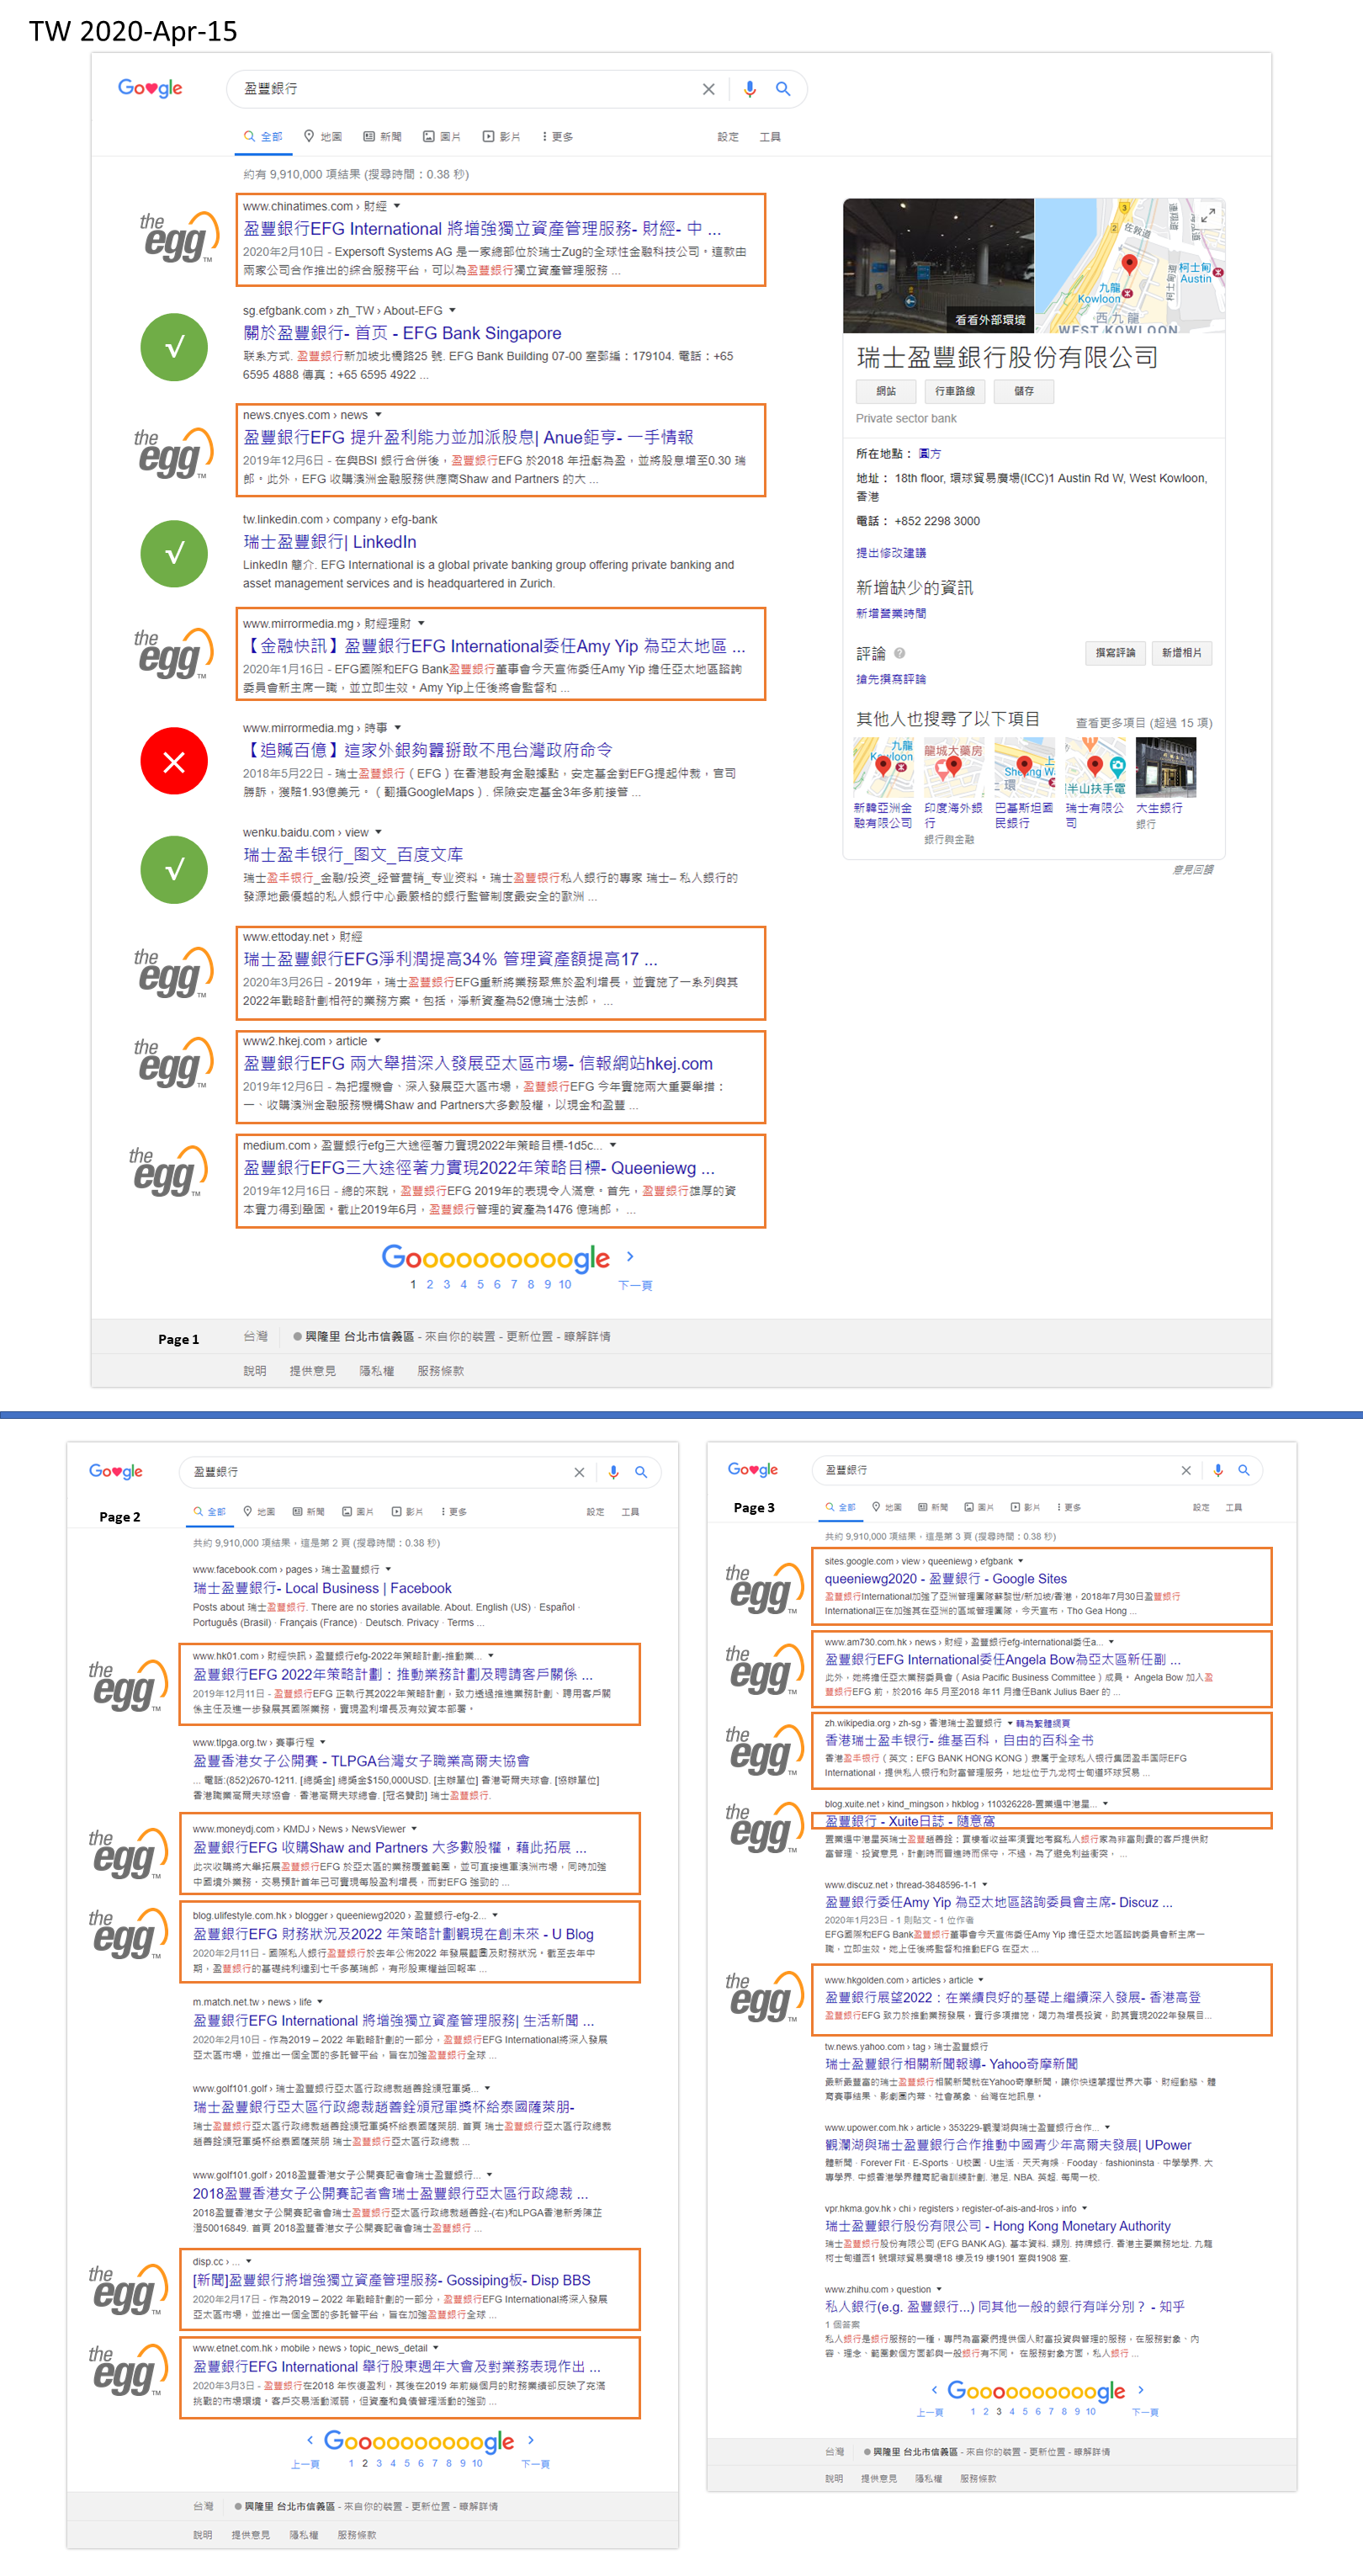 TW 2020-Apr-15
Google
盈豐銀行
全部 地圖 新聞 圖片 影片 更多 設定 工具
約有 9,910,000 項結果 (搜尋時間：0.38 秒)
the egg TM
www.chinatimes.com › 財經
盈豐銀行EFG International 將增強獨立資產管理服務- 財經- 中 ...
2020年2月10日 - Expersoft Systems AG 是一家總部位於瑞士Zug的全球性金融科技公司。這款由
兩家公司合作推出的綜合服務平台，可以為盈豐銀行獨立資產管理服務 ...
√
sg.efgbank.com › zh_TW › About-EFG
關於盈豐銀行- 首页 - EFG Bank Singapore
联系方式. 盈豐銀行新加坡北橋路25 號. EFG Bank Building 07-00 室郵編：179104. 電話：+65
6595 4888 傳真：+65 6595 4922 ...
the egg TM
news.cnyes.com › news
盈豐銀行EFG 提升盈利能力並加派股息| Anue鉅亨- 一手情報
2019年12月6日 - 在與BSI 銀行合併後，盈豐銀行EFG 於2018 年扭虧為盈，並將股息增至0.30 瑞
郎。此外，EFG 收購澳洲金融服務供應商Shaw and Partners 的大 ...
√
tw.linkedin.com › company › efg-bank
瑞士盈豐銀行| LinkedIn
LinkedIn 簡介. EFG International is a global private banking group offering private banking and
asset management services and is headquartered in Zurich.
the egg TM
www.mirrormedia.mg › 財經理財
【金融快訊】盈豐銀行EFG International委任Amy Yip 為亞太地區 ...
2020年1月16日 - EFG國際和EFG Bank盈豐銀行董事會今天宣佈委任Amy Yip 擔任亞太地區諮詢
委員會新主席一職，並立即生效。Amy Yip上任後將會監督和 ...
www.mirrormedia.mg › 時事
【追贓百億】這家外銀夠囂掰敢不甩台灣政府命令
2018年5月22日 - 瑞士盈豐銀行（EFG）在香港設有金融據點，安定基金對EFG提起仲裁，官司
勝訴，獲賠1.93億美元。（翻攝GoogleMaps）. 保險安定基金3年多前接管 ...
√
wenku.baidu.com › view
瑞士盈丰银行_图文_百度文库
瑞士盈丰银行_金融/投资_经管营销_专业资料。瑞士盈豐银行私人銀行的專家 瑞士– 私人銀行的
發源地最優越的私人銀行中心最嚴格的銀行監管制度最安全的歐洲 ...
the egg TM
www.ettoday.net › 財經
瑞士盈豐銀行EFG淨利潤提高34% 管理資產額提高17 ...
2020年3月26日 - 2019年，瑞士盈豐銀行EFG重新將業務聚焦於盈利增長，並實施了一系列與其
2022年戰略計劃相符的業務方案。包括，淨新資產為52億瑞士法郎， ...
the egg TM
www2.hkej.com › article
盈豐銀行EFG 兩大舉措深入發展亞太區市場- 信報網站hkej.com
2019年12月6日 - 為把握機會、深入發展亞太區市場，盈豐銀行EFG 今年實施兩大重要舉措：
一、收購澳洲金融服務機構Shaw and Partners大多數股權，以現金和盈豐 ...
the egg TM
medium.com › 盈豐銀行efg三大途徑著力實現2022年策略目標-1d5c...
盈豐銀行EFG三大途徑著力實現2022年策略目標- Queeniewg ...
2019年12月16日 - 總的來說，盈豐銀行EFG 2019年的表現令人滿意。首先，盈豐銀行雄厚的資
本實力得到鞏固。截止2019年6月，盈豐銀行管理的資產為1476 億瑞郎， ...
Goooooooooogle
1 2 3 4 5 6 7 8 9 10 下一頁
Page 1
台灣 興隆里 台北市信義區 - 來自你的裝置 - 更新位置 - 瞭解詳情
說明 提供意見 隱私權 服務條款
看看外部環境
佐敦道
柯士甸 Austin
九龍 Kowloon
西九龍
WEST KOWLOON
瑞士盈豐銀行股份有限公司
網站 行車路線 儲存
Private sector bank
所在地點： 圓方
地址： 18th floor, 環球貿易廣場(ICC)1 Austin Rd W, West Kowloon,
香港
電話： +852 2298 3000
提出修改建議
新增缺少的資訊
新增營業時間
評論 撰寫評論 新增相片
搶先撰寫評論
其他人也搜尋了以下項目 查看更多項目 (超過 15 項)
新韓亞洲金融有限公司
印度海外銀行
銀行與金融
巴基斯坦國民銀行
瑞士有限公司
大生銀行
銀行
意見回饋
Google
盈豐銀行
Page 2
全部 地圖 新聞 圖片 影片 更多 設定 工具
共約 9,910,000 項結果，這是第 2 頁 (搜尋時間：0.38 秒)
www.facebook.com › pages › 瑞士盈豐銀行
瑞士盈豐銀行- Local Business | Facebook
Posts about 瑞士盈豐銀行. There are no stories available. About. English (US) · Español ·
Português (Brasil) · Français (France) · Deutsch. Privacy · Terms ...
the egg TM
www.hk01.com › 財經快訊 › 盈豐銀行efg-2022年策略計劃-推動業...
盈豐銀行EFG 2022年策略計劃：推動業務計劃及聘請客戶關係 ...
2019年12月11日 - 盈豐銀行EFG 正執行其2022年策略計劃，致力透過推進業務計劃、聘用客戶關
係主任及進一步發展其國際業務，實現盈利增長及有效資本部署。
www.tlpga.org.tw › 賽事行程
盈豐香港女子公開賽 - TLPGA台灣女子職業高爾夫協會
... 電話:(852)2670-1211. [總獎金] 總獎金$150,000USD. [主辦單位] 香港哥爾夫球會. [協辦單位]
香港職業高爾夫球協會 · 香港高爾夫球總會. [冠名贊助] 瑞士盈豐銀行.
the egg TM
www.moneydj.com › KMDJ › News › NewsViewer
盈豐銀行EFG 收購Shaw and Partners 大多數股權，藉此拓展 ...
此次收購將大舉拓展盈豐銀行EFG 於亞太區的業務覆蓋範圍，並可直接進軍澳洲市場，同時加強
中國境外業務。交易預計首年已可實現每股盈利增長，而對EFG 強勁的 ...
the egg TM
blog.ulifestyle.com.hk › blogger › queeniewg2020 › 盈豐銀行-efg-2...
盈豐銀行EFG 財務狀況及2022 年策略計劃觀現在創未來 - U Blog
2020年2月11日 - 國際私人銀行盈豐銀行於去年公佈2022 年發展藍圖及財務狀況。截至去年中
期，盈豐銀行的基礎純利達到七千多萬瑞郎，有形股東權益回報率 ...
m.match.net.tw › news › life
盈豐銀行EFG International 將增強獨立資產管理服務| 生活新聞 ...
2020年2月10日 - 作為2019 – 2022 年戰略計劃的一部分，盈豐銀行EFG International將深入發展
亞太區市場，並推出一個全面的多託管平台，旨在加強盈豐銀行全球 ...
www.golf101.golf › 瑞士盈豐銀行亞太區行政總裁趙善銓頒冠軍獎...
瑞士盈豐銀行亞太區行政總裁趙善銓頒冠軍獎杯給泰國薩萊朋-
瑞士盈豐銀行亞太區行政總裁趙善銓頒冠軍獎杯給泰國薩萊朋. 首頁 瑞士盈豐銀行亞太區行政總裁
趙善銓頒冠軍獎杯給泰國薩萊朋 瑞士盈豐銀行亞太區行政總裁 ...
www.golf101.golf › 2018盈豐香港女子公開賽記者會瑞士盈豐銀行...
2018盈豐香港女子公開賽記者會瑞士盈豐銀行亞太區行政總裁 ...
2018盈豐香港女子公開賽記者會瑞士盈豐銀行亞太區行政總裁趙善銓-(右)和LPGA香港新秀陳芷
澄50016849. 首頁 2018盈豐香港女子公開賽記者會瑞士盈豐銀行 ...
the egg TM
disp.cc › ...
[新聞]盈豐銀行將增強獨立資產管理服務- Gossiping板- Disp BBS
2020年2月17日 - 作為2019 – 2022 年戰略計劃的一部分，盈豐銀行EFG International將深入發展
亞太區市場，並推出一個全面的多託管平台，旨在加強盈豐銀行全球 ...
the egg TM
www.etnet.com.hk › mobile › news › topic_news_detail
盈豐銀行EFG International 舉行股東週年大會及對業務表現作出 ...
2020年3月3日 - 盈豐銀行在2018 年恢復盈利，其後在2019 年前幾個月的財務業績卻反映了充滿
挑戰的市場環境。客戶交易活動減弱，但資產和負債管理活動的強勁 ...
Goooooooooogle
上一頁 1 2 3 4 5 6 7 8 9 10 下一頁
台灣 興隆里 台北市信義區 - 來自你的裝置 - 更新位置 - 瞭解詳情
說明 提供意見 隱私權 服務條款
Google
盈豐銀行
Page 3
全部 地圖 新聞 圖片 影片 更多 設定 工具
共約 9,910,000 項結果，這是第 3 頁 (搜尋時間：0.38 秒)
the egg TM
sites.google.com › view › queeniewg › efgbank
queeniewg2020 - 盈豐銀行 - Google Sites
盈豐銀行International加強了亞洲管理團隊蘇黎世/新加坡/香港，2018年7月30日盈豐銀行
International正在加強其在亞洲的區域管理團隊，今天宣布，Tho Gea Hong ...
the egg TM
www.am730.com.hk › news › 財經 › 盈豐銀行efg-international委任a...
盈豐銀行EFG International委任Angela Bow為亞太區新任副 ...
此外，她將擔任亞太業務委員會（Asia Pacific Business Committee）成員。 Angela Bow 加入盈
豐銀行EFG 前，於2016 年5 月至2018 年11 月擔任Bank Julius Baer 的 ...
the egg TM
zh.wikipedia.org › zh-sg › 香港瑞士盈豐銀行 轉為繁體網頁
香港瑞士盈丰银行- 维基百科，自由的百科全书
香港盈丰银行（英文：EFG BANK HONG KONG）隶属于全球私人银行集团盈丰国际EFG
International，提供私人银行和财富管理服务，地址位于九龙柯士甸道环球贸易 ...
the egg TM
blog.xuite.net › kind_mingson › hkblog › 110326228-置業遍中港星...
盈豐銀行 - Xuite日誌 - 隨意窩
置業遍中港星英瑞士盈豐趙善銓：買樓看收益率須實地考察私人銀行家為非富則貴的客戶提供財
富管理、投資意見，計劃時而冒進時而保守。不過，為了避免利益衝突， ...
www.discuz.net › thread-3848596-1-1
盈豐銀行委任Amy Yip 為亞太地區諮詢委員會主席- Discuz ...
2020年1月23日 - 1 則貼文 - 1 位作者
EFG國際和EFG Bank盈豐銀行董事會今天宣佈委任Amy Yip 擔任亞太地區諮詢委員會新主席一
職，立即生效。她上任後將監督和推動EFG 在亞太 ...
the egg TM
www.hkgolden.com › articles › article
盈豐銀行展望2022：在業績良好的基礎上繼續深入發展- 香港高登
盈豐銀行EFG 致力於推動業務發展，實行多項措施，竭力為增長投資，助其實現2022年發展目...
tw.news.yahoo.com › tag › 瑞士盈豐銀行
瑞士盈豐銀行相關新聞報導- Yahoo奇摩新聞
最新最豐富的瑞士盈豐銀行相關新聞就在Yahoo奇摩新聞，讓你快速掌握世界大事、財經動態、體
育賽事結果、影劇圈內幕、社會萬象、台灣在地訊息。
www.upower.com.hk › article › 353229-觀瀾湖與瑞士盈豐銀行合作...
觀瀾湖與瑞士盈豐銀行合作推動中國青少年高爾夫發展| UPower
體新聞 · Forever Fit · E-Sports · U校園 · U生活 · 天天有操 · Fooday · fashioninsta · 中學學界. 大
專學界. 中銀香港學界體育記者訓練計劃. 港足. NBA. 英超. 每周一校.
vpr.hkma.gov.hk › chi › registers › register-of-ais-and-lros › info
瑞士盈豐銀行股份有限公司 - Hong Kong Monetary Authority
瑞士盈豐銀行股份有限公司 (EFG BANK AG). 基本資料. 類別. 持牌銀行. 香港主要業務地址. 九龍
柯士甸道西1 號環球貿易廣場18 樓及19 樓1901 室與1908 室.
www.zhihu.com › question
私人銀行(e.g. 盈豐銀行...) 同其他一般的銀行有咩分別？ - 知乎
1 個答案
私人銀行是銀行服務的一種，專門為富豪們提供個人財富投資與管理的服務，在服務對象、內
容、理念、範圍數個方面都與一般銀行有不同。 在服務對象方面，私人銀行 ...
Goooooooooogle
上一頁 1 2 3 4 5 6 7 8 9 10 下一頁
台灣 興隆里 台北市信義區 - 來自你的裝置 - 更新位置 - 瞭解詳情
說明 提供意見 隱私權 服務條款